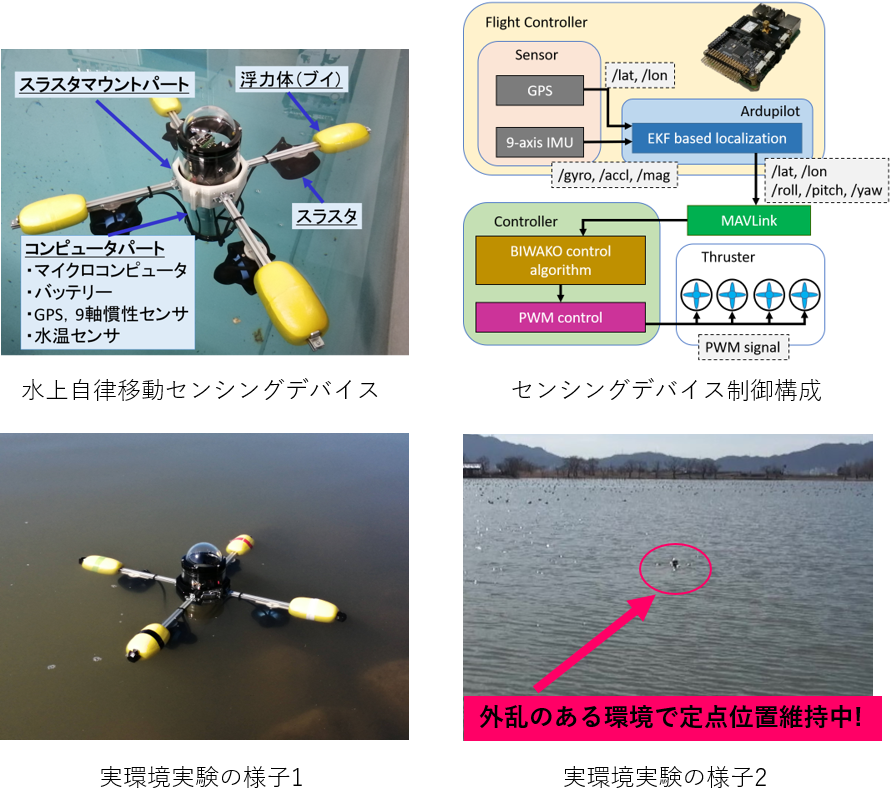 スラスタマウントパート
浮力体（ブイ）
スラスタ
コンピュータパート
・マイクロコンピュータ
・バッテリー
・GPS，9軸慣性センサ
・水温センサ
水上自律移動センシングデバイス
Flight Controller
Sensor
GPS
/lat, /lon
Ardupilot
9-axis IMU
EKF based localization
/gyro, /accl, /mag
/lat, /lon
/roll, /pitch, /yaw
MAVLink
Controller
BIWAKO control
algorithm
PWM control
Thruster
PWM signal
センシングデバイス制御構成
実環境実験の様子1
外乱のある環境で定点位置維持中!
実環境実験の様子2